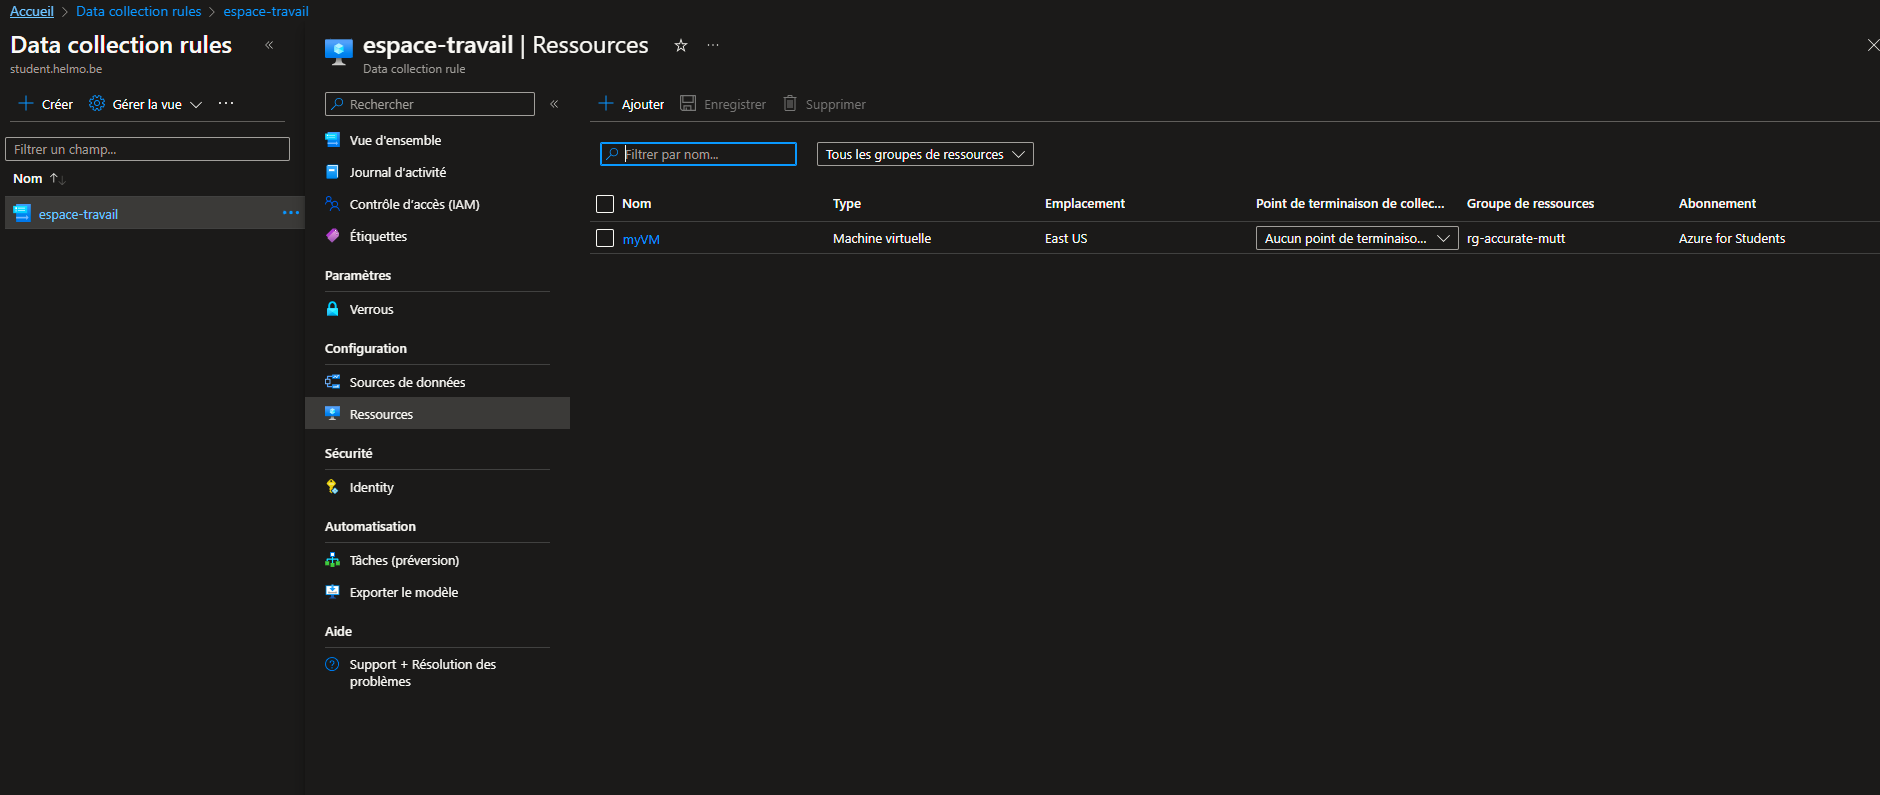 Accueil > Data collection rules > espace-travail
Data collection rules «
student.helmo.be
+ Créer Gérer la vue ···
Filtrer un champ...
Nom ↑↓
espace-travail ···
espace-travail | Ressources ☆ ···
Data collection rule
Rechercher «
Vue d'ensemble
Journal d'activité
Contrôle d'accès (IAM)
Étiquettes
Paramètres
Verrous
Configuration
Sources de données
Ressources
Sécurité
Identity
Automatisation
Tâches (préversion)
Exporter le modèle
Aide
Support + Résolution des
problèmes
+ Ajouter Enregistrer Supprimer
Filtrer par nom... Tous les groupes de ressources
Nom Type Emplacement Point de terminaison de collec... Groupe de ressources Abonnement
myVM Machine virtuelle East US Aucun point de terminaiso... rg-accurate-mutt Azure for Students